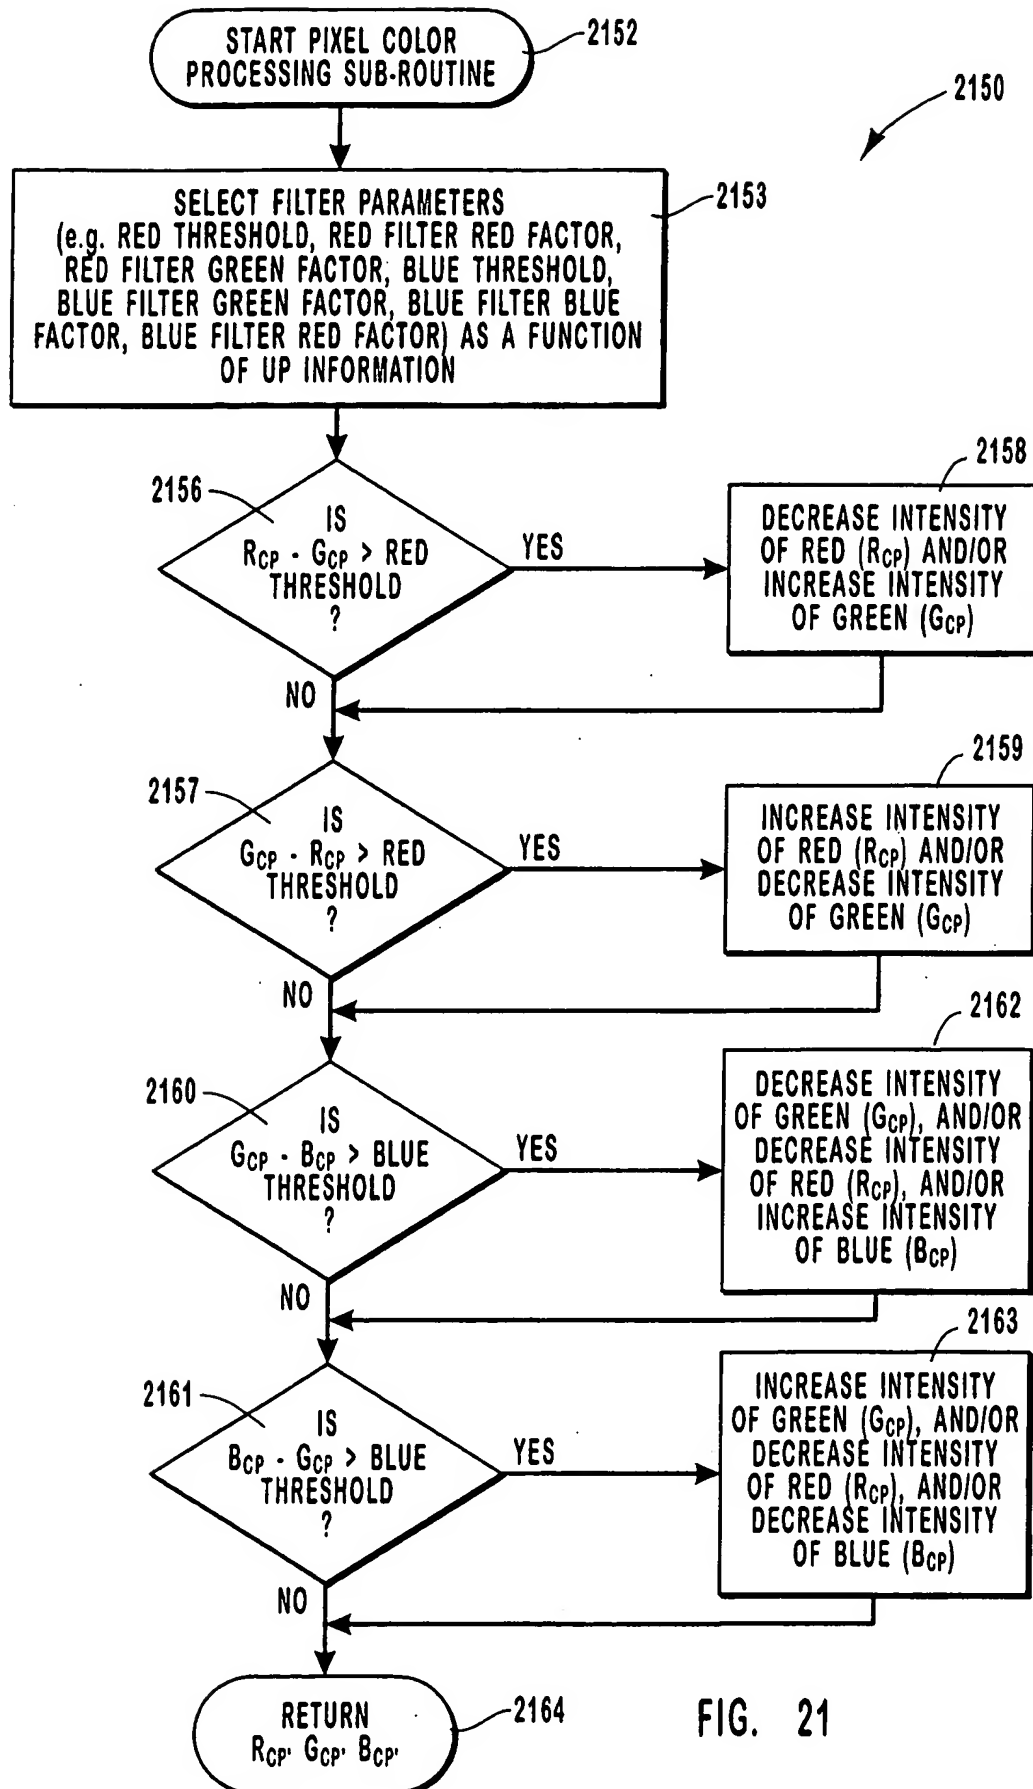 START PIXEL COLOR
PROCESSING SUB-ROUTINE
2152
2150
SELECT FILTER PARAMETERS
(e.g. RED THRESHOLD, RED FILTER RED FACTOR,
RED FILTER GREEN FACTOR, BLUE THRESHOLD,
BLUE FILTER GREEN FACTOR, BLUE FILTER BLUE
FACTOR, BLUE FILTER RED FACTOR) AS A FUNCTION
OF UP INFORMATION
2153
2156
IS
RCP - GCP > RED
THRESHOLD
?
YES
NO
2158
DECREASE INTENSITY
OF RED (RCP) AND/OR
INCREASE INTENSITY
OF GREEN (GCP)
2157
IS
GCP - RCP > RED
THRESHOLD
?
YES
NO
2159
INCREASE INTENSITY
OF RED (RCP) AND/OR
DECREASE INTENSITY
OF GREEN (GCP)
2160
IS
GCP - BCP > BLUE
THRESHOLD
?
YES
NO
2162
DECREASE INTENSITY
OF GREEN (GCP), AND/OR
DECREASE INTENSITY
OF RED (RCP), AND/OR
INCREASE INTENSITY
OF BLUE (BCP)
2161
IS
BCP - GCP > BLUE
THRESHOLD
?
YES
NO
2163
INCREASE INTENSITY
OF GREEN (GCP), AND/OR
DECREASE INTENSITY
OF RED (RCP), AND/OR
DECREASE INTENSITY
OF BLUE (BCP)
RETURN
RCP' GCP' BCP'
2164
FIG. 21